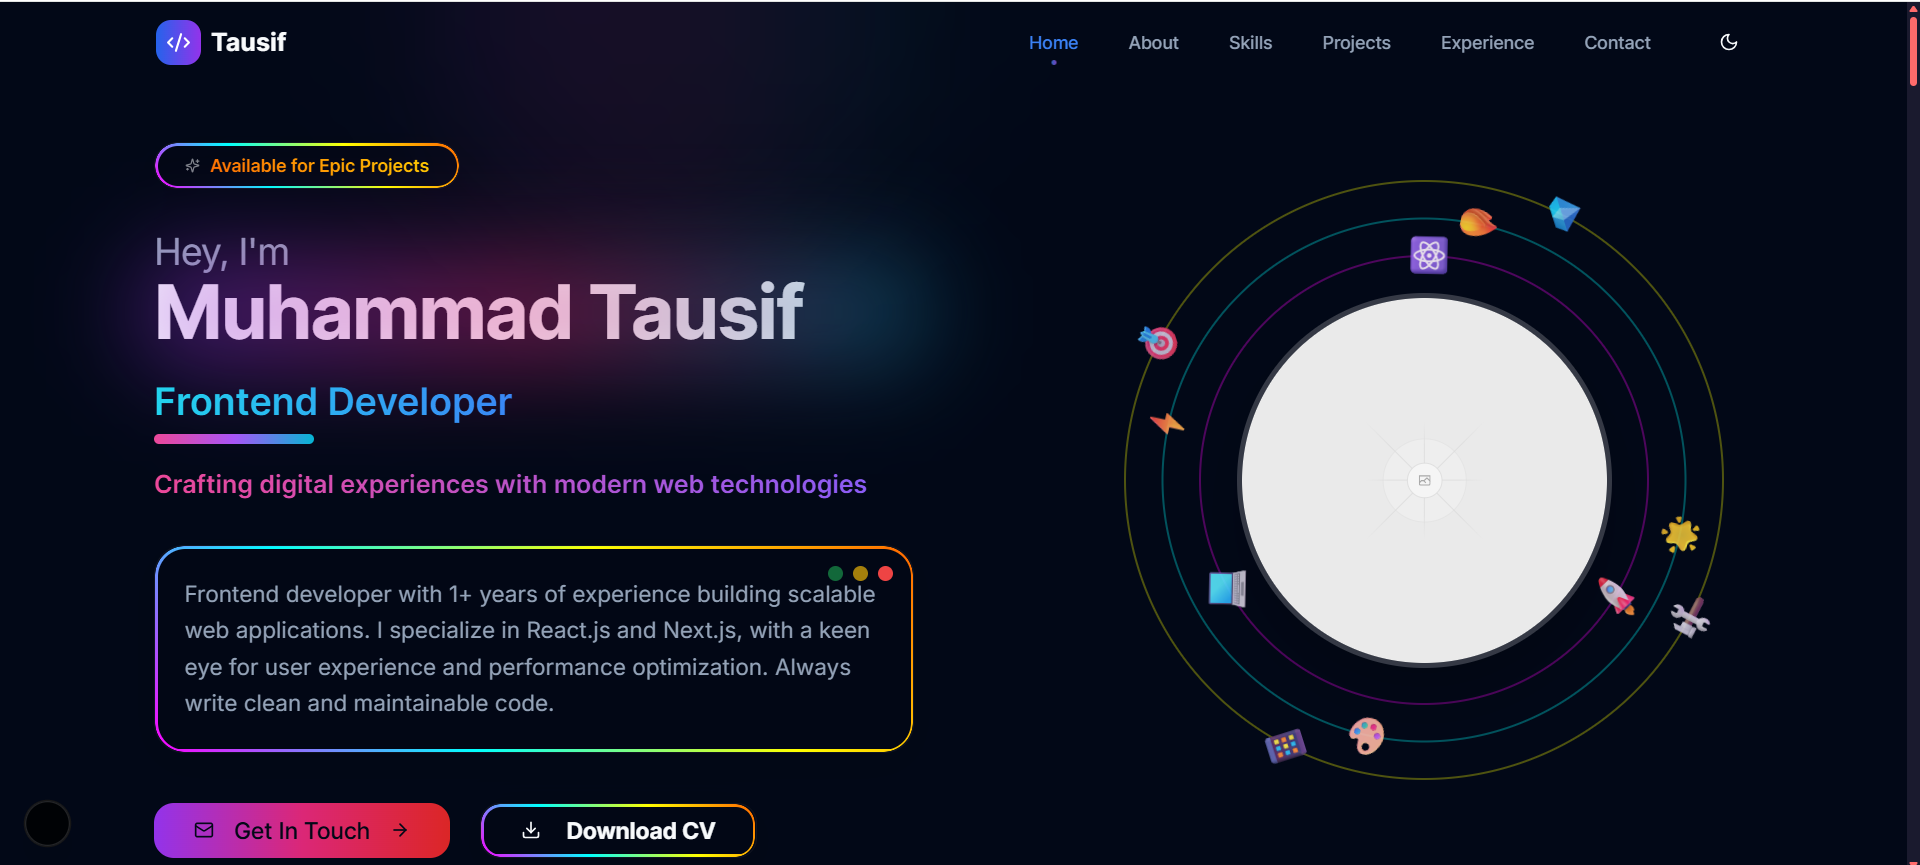 Tausif
Home
About
Skills
Projects
Experience
Contact
Available for Epic Projects
Hey, I'm
Muhammad Tausif
Frontend Developer
Crafting digital experiences with modern web technologies
Frontend developer with 1+ years of experience building scalable
web applications. I specialize in React.js and Next.js, with a keen
eye for user experience and performance optimization. Always
write clean and maintainable code.
Get In Touch
Download CV